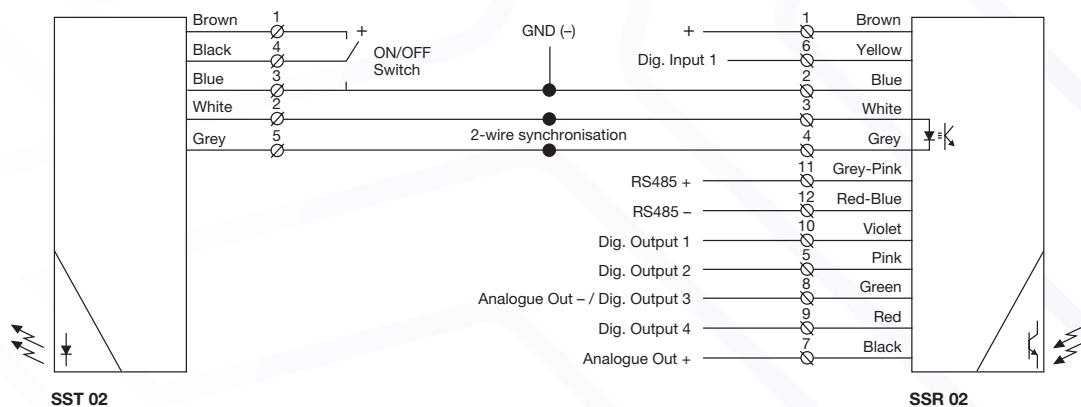 Brown 1
Black 4
Blue 3
White 2
Grey 5
+
ON/OFF
Switch
GND (–)
2-wire synchronisation
+ 1 Brown
Dig. Input 1 6 Yellow
2 Blue
3 White
4 Grey
RS485 + 11 Grey-Pink
RS485 – 12 Red-Blue
Dig. Output 1 10 Violet
Dig. Output 2 5 Pink
Analogue Out – / Dig. Output 3 8 Green
Dig. Output 4 9 Red
Analogue Out + 7 Black
SST 02
SSR 02